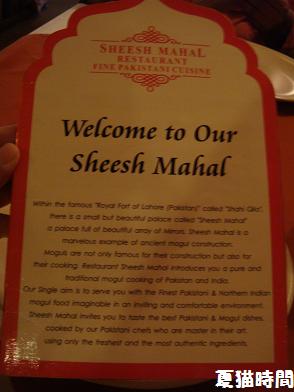 SHEESH MAHAL
RESTAURANT
FINE PAKISTANI CUISINE
Welcome to Our
Sheesh Mahal
Within the famous "Royal Fort of Lahore (Pakistan)" called "Shahi Qila",
there is a small but beautiful palace called "Sheesh Mahal"
a palace full of beautiful array of Mirrors, Sheesh Mahal is a
marvelous example of ancient mogul construction.
Moguls are not only famous for their construction but also for
their cooking. Restaurant Sheesh Mahal introduces you a pure and
traditional mogul cooking of Pakistan and India.
Our Single aim is to serve you with the Finest Pakistani & Northern Indian
mogul food imaginable in an inviting and comfortable environment.
Sheesh Mahal invites you to taste the best Pakistani & Mogul dishes,
cooked by our Pakistani chefs who are master in their art,
using only the freshest and the most authentic ingredients.
夏猫時間